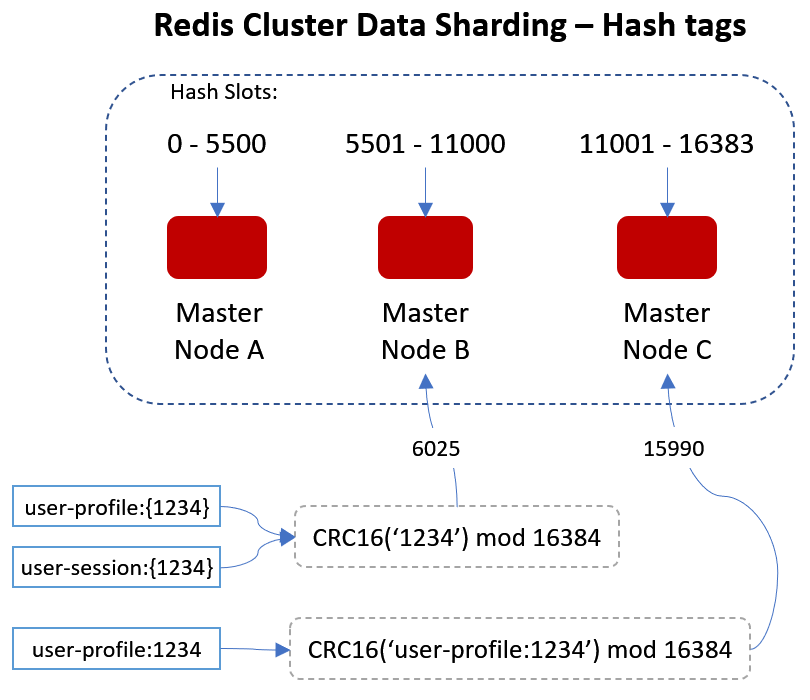 Redis Cluster Data Sharding – Hash tags
Hash Slots:
0 - 5500
5501 - 11000
11001 - 16383
Master
Node A
Master
Node B
Master
Node C
6025
15990
user-profile:{1234}
user-session:{1234}
CRC16(‘1234’) mod 16384
user-profile:1234
CRC16(‘user-profile:1234’) mod 16384